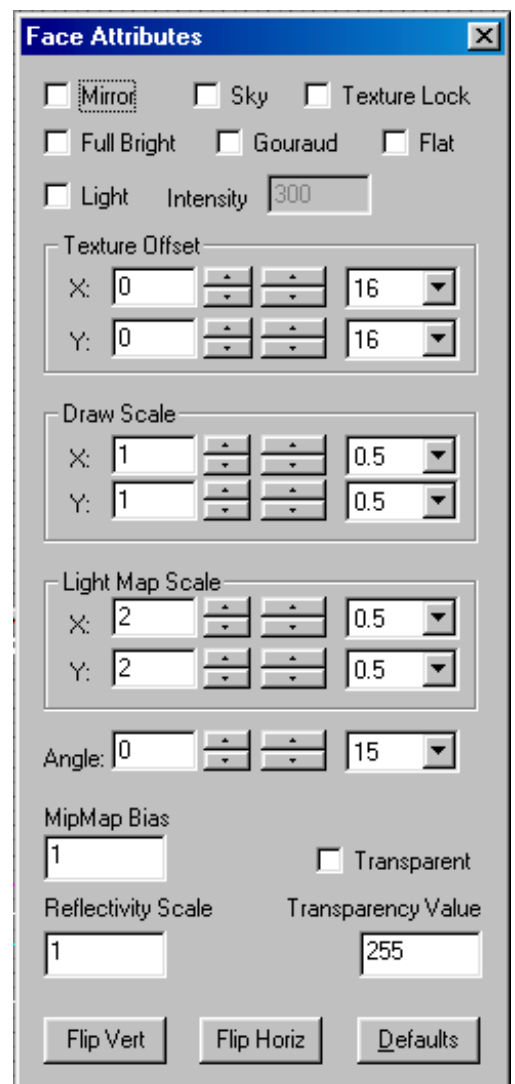 Face Attributes
Mirror Sky Texture Lock
Full Bright Gouraud Flat
Light Intensity 300
Texture Offset
X: 0 16
Y: 0 16
Draw Scale
X: 1 0.5
Y: 1 0.5
Light Map Scale
X: 2 0.5
Y: 2 0.5
Angle: 0 15
MipMap Bias
1 Transparent
Reflectivity Scale Transparency Value
1 255
Flip Vert Flip Horiz Defaults